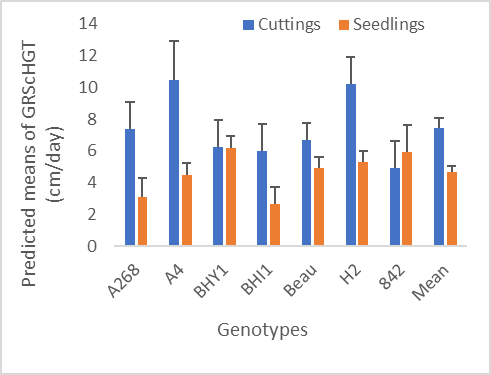 Cuttings Seedlings
Predicted means of GRScHGT
(cm/day)
14
12
10
8
6
4
2
0
A268 A4 BHY1 BHI1 Beau H2 842 Mean
Genotypes